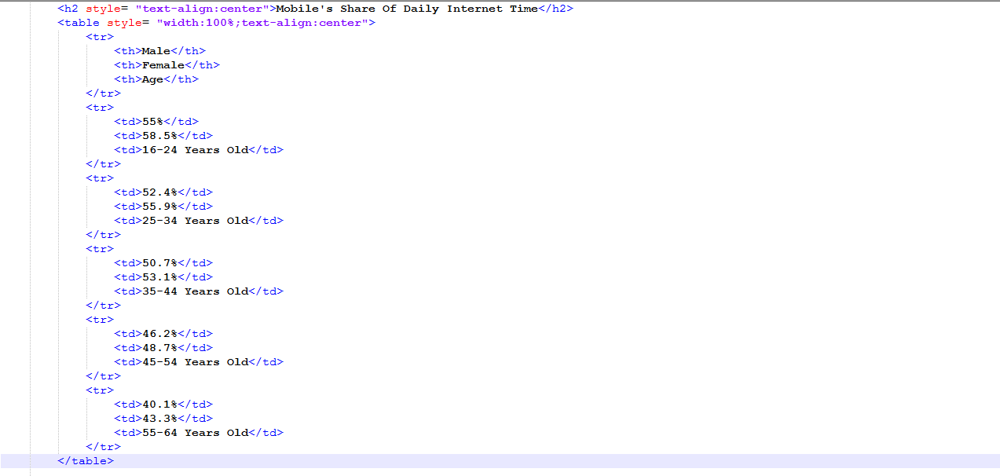 <h2 style= "text-align:center">Mobile's Share Of Daily Internet Time</h2>
<table style= "width:100%;text-align:center">
<tr>
<th>Male</th>
<th>Female</th>
<th>Age</th>
</tr>
<tr>
<td>55%</td>
<td>58.5%</td>
<td>16-24 Years Old</td>
</tr>
<tr>
<td>52.4%</td>
<td>55.9%</td>
<td>25-34 Years Old</td>
</tr>
<tr>
<td>50.7%</td>
<td>53.1%</td>
<td>35-44 Years Old</td>
</tr>
<tr>
<td>46.2%</td>
<td>48.7%</td>
<td>45-54 Years Old</td>
</tr>
<tr>
<td>40.1%</td>
<td>43.3%</td>
<td>55-64 Years Old</td>
</tr>
</table>